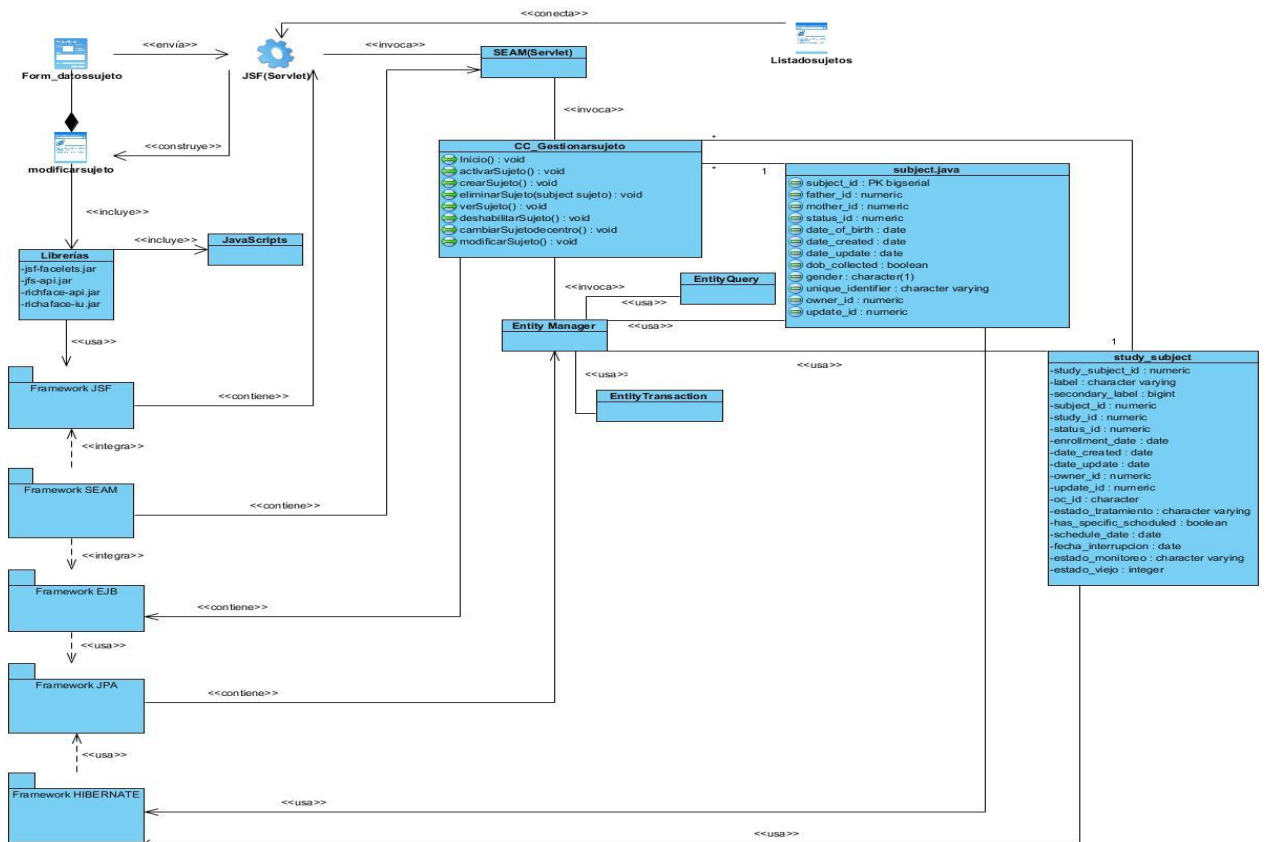 <<conecta>>
<<envía>>
<<invoca>>
SEAM(Servlet)
Form_datossujeto
JSF(Servlet)
Listadosujetos
<<invoca>>
<<construye>>
modificarsujeto
*
CC_Gestionarsujeto
Inicio() : void
activarSujeto() : void
crearSujeto() : void
eliminarSujeto(subject sujeto) : void
verSujeto() : void
deshabilitarSujeto() : void
cambiarSujetodecentro() : void
modificarSujeto() : void
*
1
subject.java
subject_id : PK bigserial
father_id : numeric
mother_id : numeric
status_id : numeric
date_of_birth : date
date_created : date
date_update : date
dob_collected : boolean
gender : character(1)
unique_identifier : character varying
owner_id : numeric
update_id : numeric
<<incluye>>
<<incluye>>
JavaScripts
Librerías
-jsf-facelets.jar
-jfs-api.jar
-richface-api.jar
-richaface-iu.jar
<<invoca>>
EntityQuery
<<usa>>
Entity Manager
<<usa>>
<<usa>>
1
<<usa>>
<<usa>>
EntityTransaction
study_subject
-study_subject_id : numeric
-label : character varying
-secondary_label : bigint
-subject_id : numeric
-study_id : numeric
-status_id : numeric
-enrollment_date : date
-date_created : date
-date_update : date
-owner_id : numeric
-update_id : numeric
-oc_id : character
-estado_tratamiento : character varying
-has_specific_scholuled : boolean
-schedule_date : date
-fecha_interrupcion : date
-estado_monitoreo : character varying
-estado_viejo : integer
Framework JSF
<<contiene>>
<<integra>>
Framework SEAM
<<contiene>>
<<integra>>
Framework EJB
<<contiene>>
<<usa>>
Framework JPA
<<contiene>>
<<usa>>
Framework HIBERNATE
<<usa>>
<<usa>>